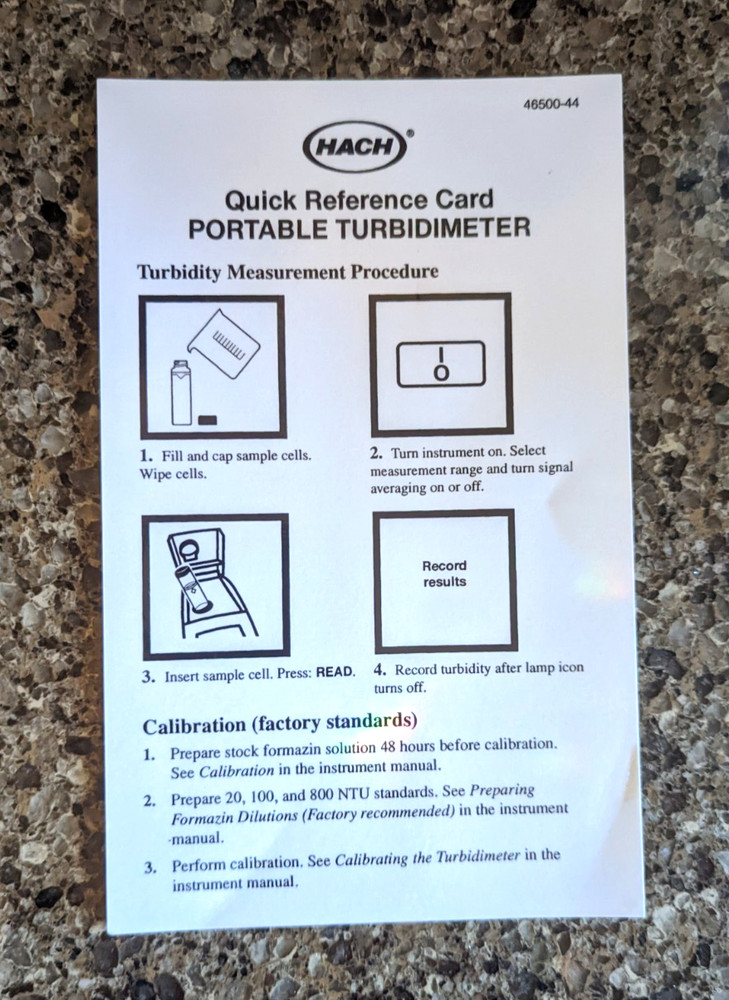 46500-44
HACH®
Quick Reference Card
PORTABLE TURBIDIMETER
Turbidity Measurement Procedure
I
O
1. Fill and cap sample cells.
Wipe cells.
2. Turn instrument on. Select
measurement range and turn signal
averaging on or off.
Record
results
3. Insert sample cell. Press: READ.
4. Record turbidity after lamp icon
turns off.
Calibration (factory standards)
1. Prepare stock formazin solution 48 hours before calibration.
See Calibration in the instrument manual.
2. Prepare 20, 100, and 800 NTU standards. See Preparing
Formazin Dilutions (Factory recommended) in the instrument
-manual.
3. Perform calibration. See Calibrating the Turbidimeter in the
instrument manual.